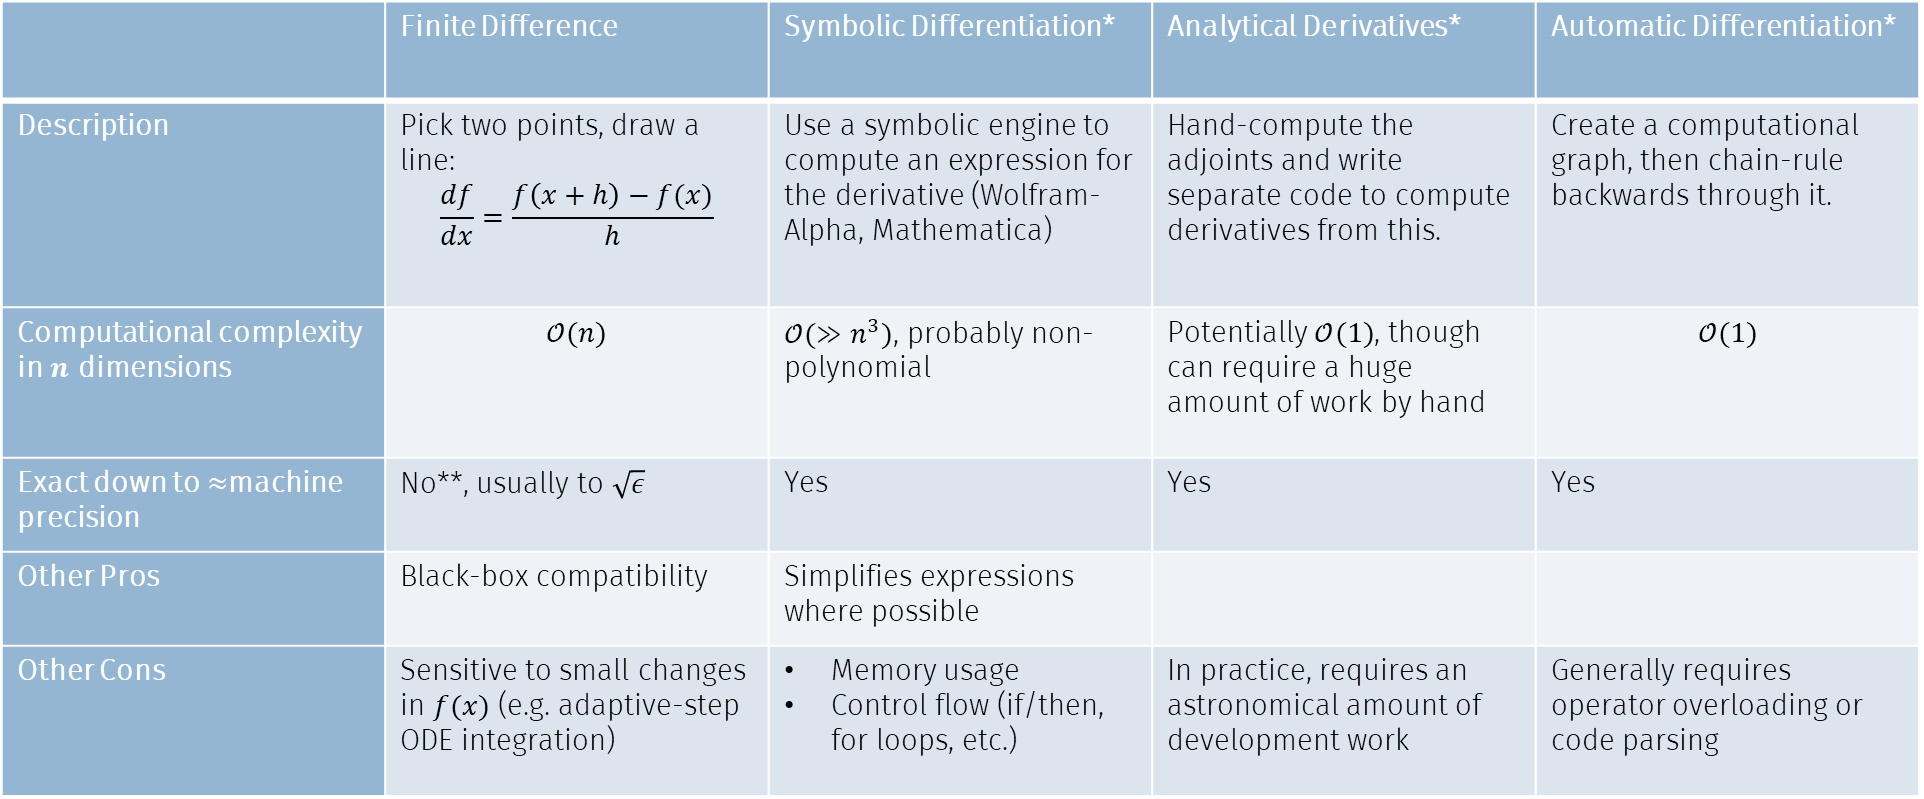 Finite Difference
Symbolic Differentiation*
Analytical Derivatives*
Automatic Differentiation*
Description
Pick two points, draw a
line:
df/dx = (f(x + h) − f(x))/h
Use a symbolic engine to
compute an expression for
the derivative (Wolfram-
Alpha, Mathematica)
Hand-compute the
adjoints and write
separate code to compute
derivatives from this.
Create a computational
graph, then chain-rule
backwards through it.
Computational complexity
in n dimensions
𝒪(n)
𝒪(≫ n³), probably non-
polynomial
Potentially 𝒪(1), though
can require a huge
amount of work by hand
𝒪(1)
Exact down to ≈machine
precision
No**, usually to √ϵ
Yes
Yes
Yes
Other Pros
Black-box compatibility
Simplifies expressions
where possible
Other Cons
Sensitive to small changes
in f(x) (e.g. adaptive-step
ODE integration)
• Memory usage
• Control flow (if/then,
for loops, etc.)
In practice, requires an
astronomical amount of
development work
Generally requires
operator overloading or
code parsing